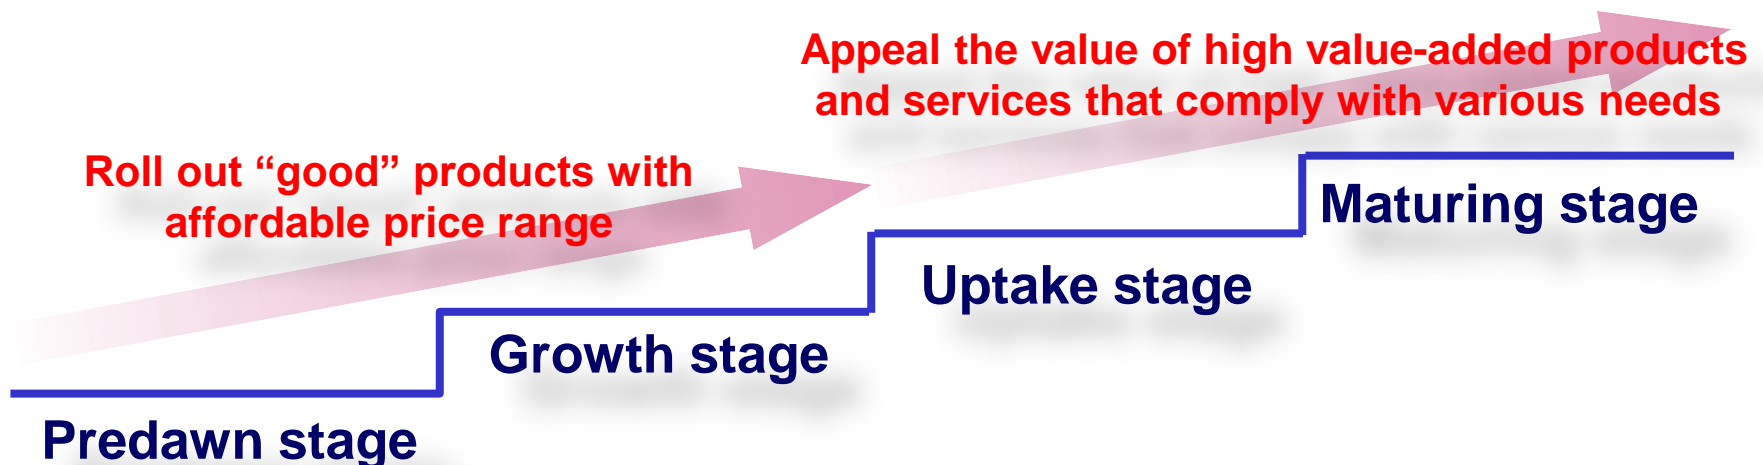 Appeal the value of high value-added products
and services that comply with various needs
Roll out “good” products with
affordable price range
Maturing stage
Uptake stage
Growth stage
Predawn stage